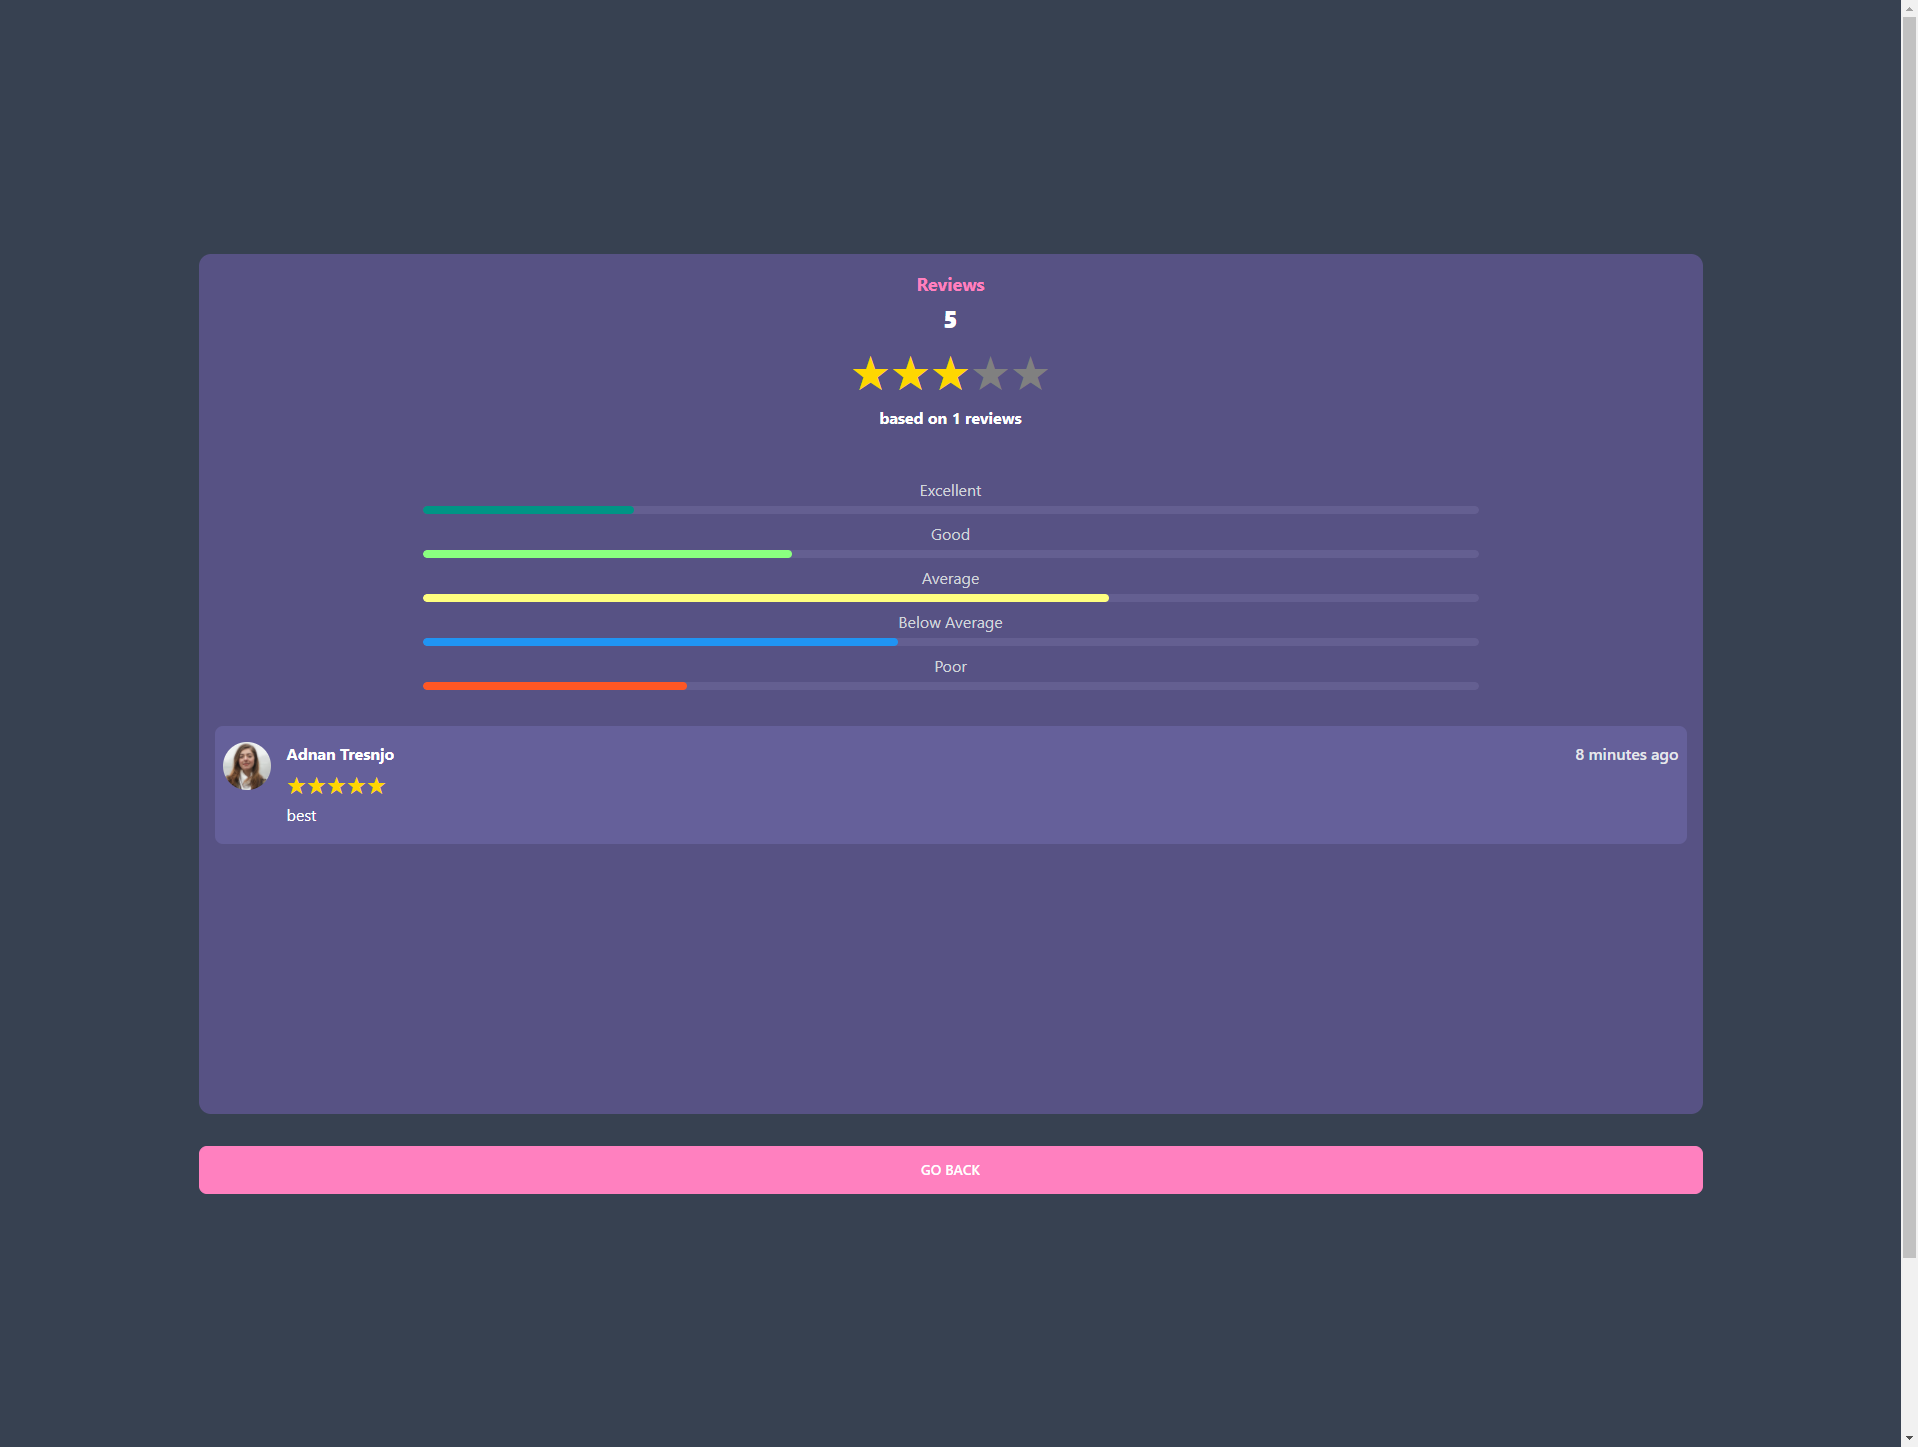 Reviews
5
based on 1 reviews
Excellent
Good
Average
Below Average
Poor
Adnan Tresnjo
8 minutes ago
best
GO BACK